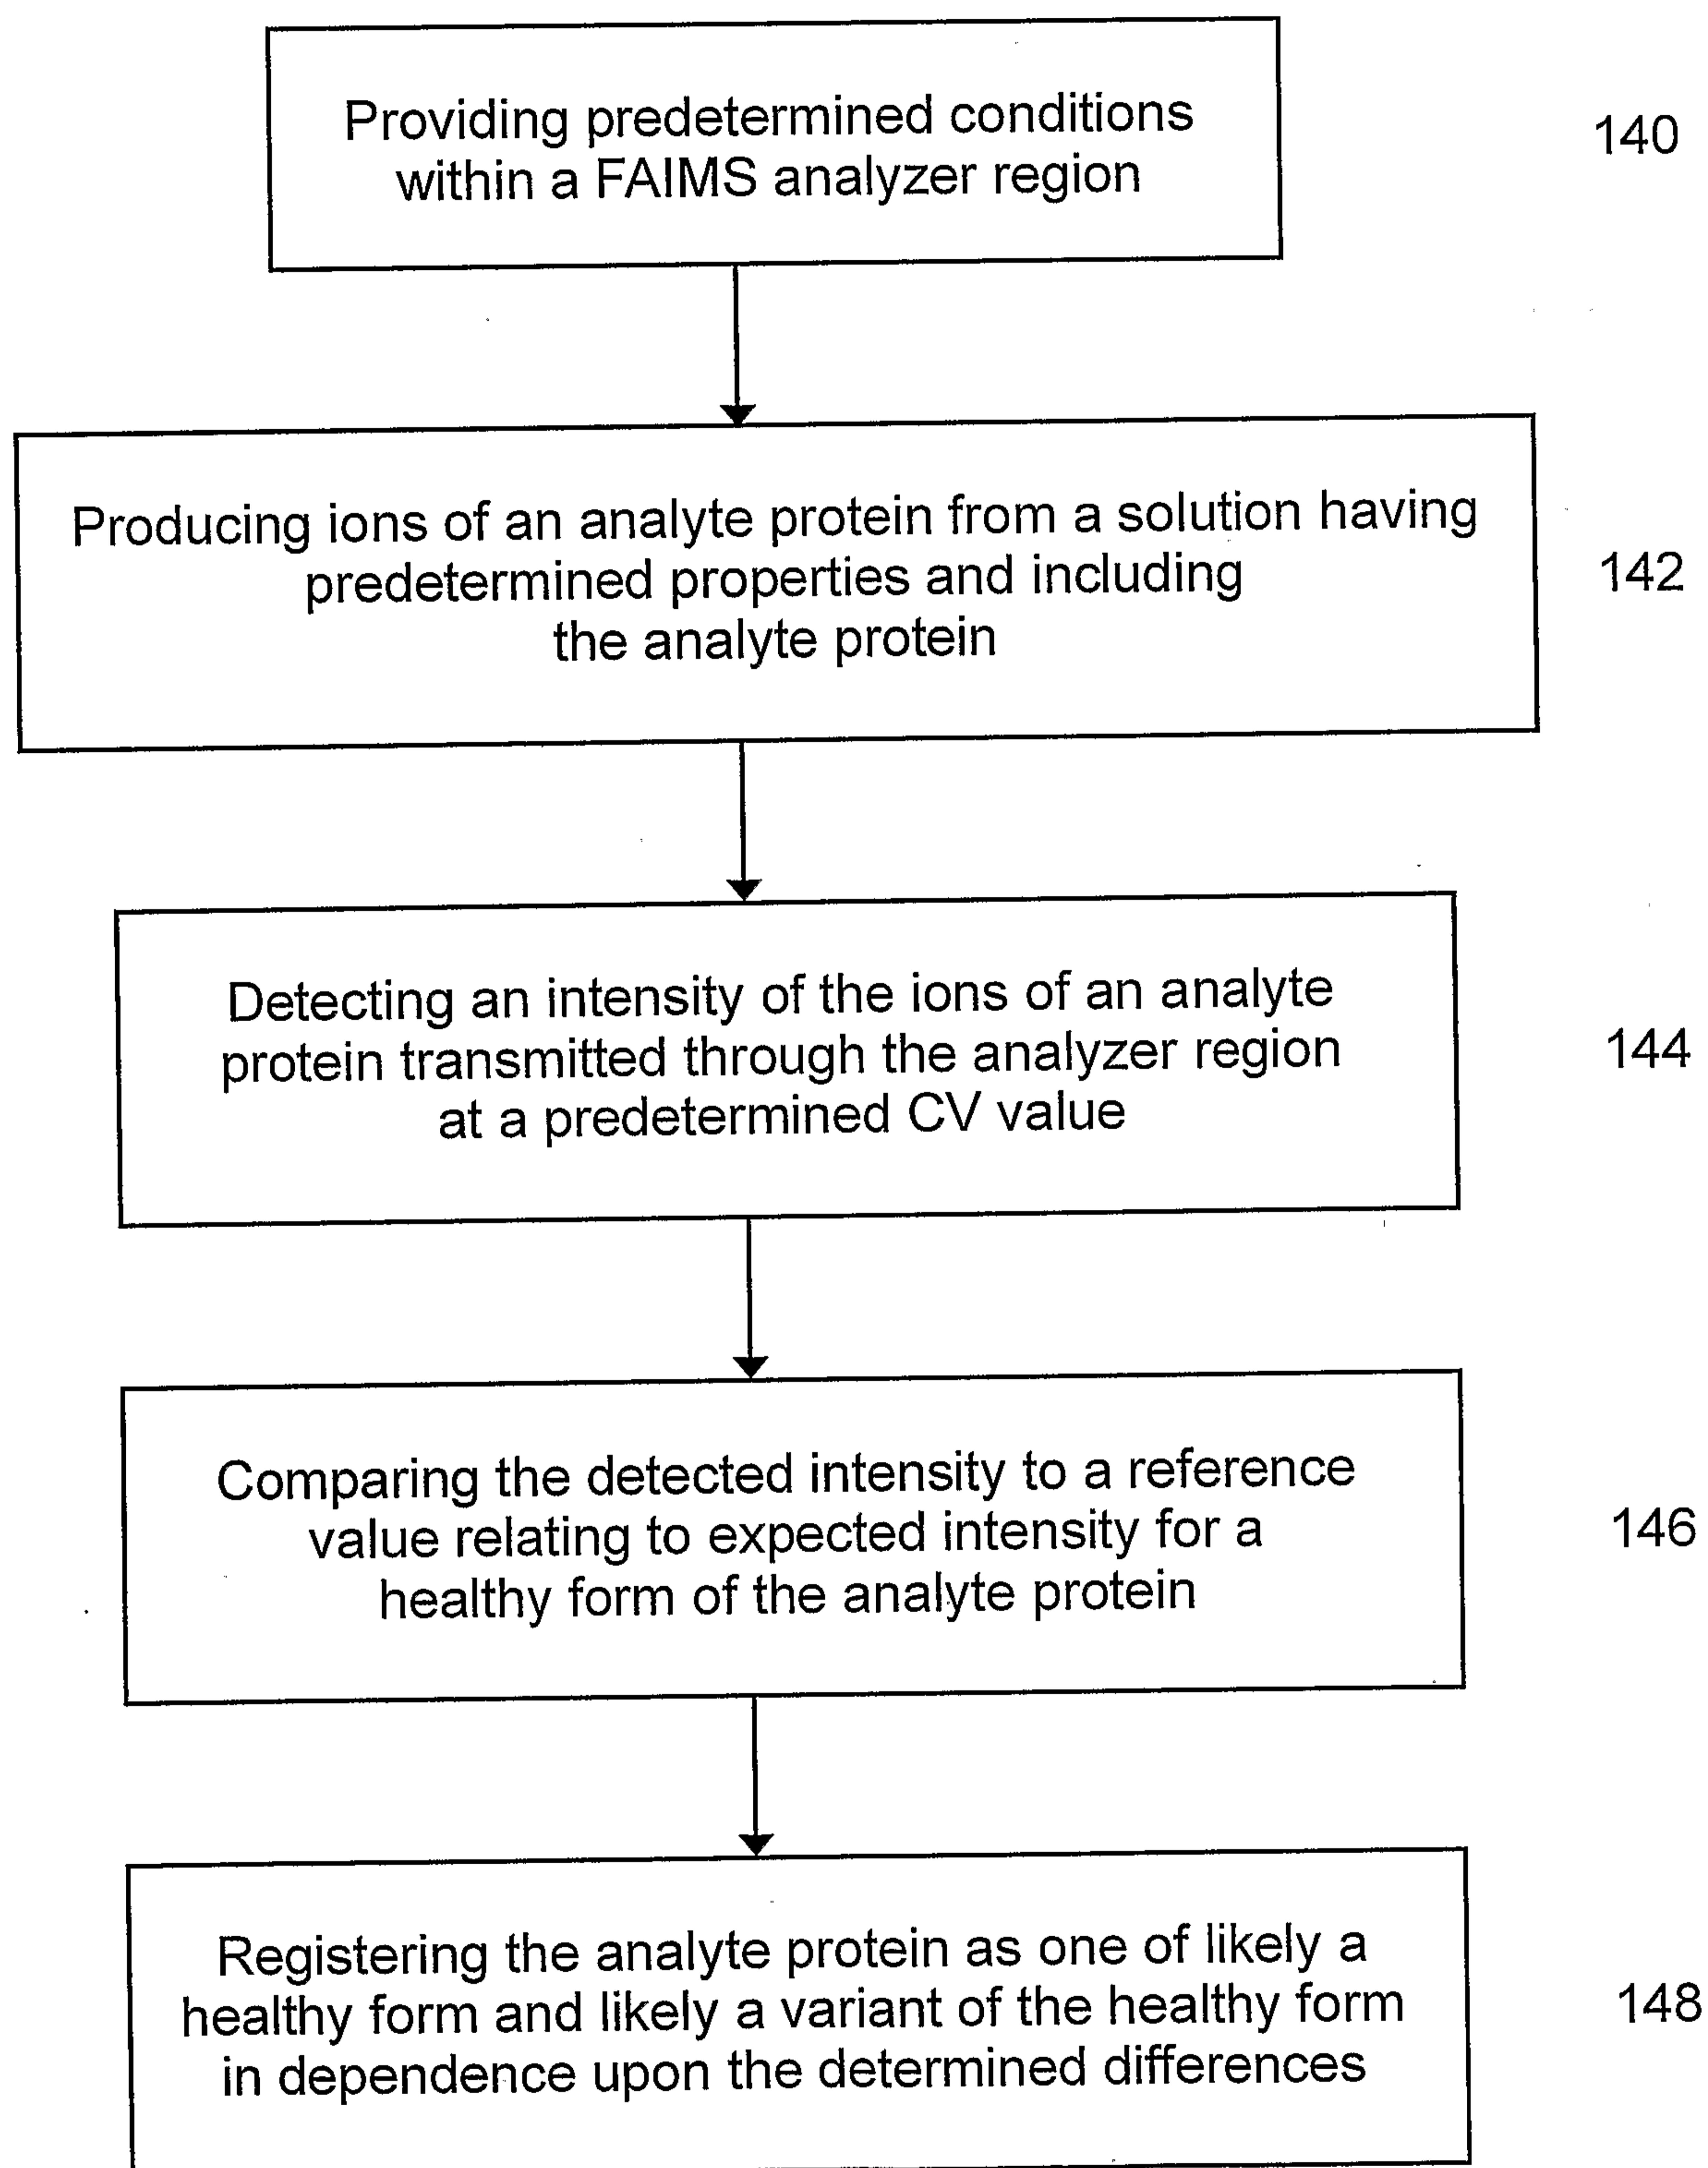 Providing predetermined conditions
within a FAIMS analyzer region
140
Producing ions of an analyte protein from a solution having
predetermined properties and including
the analyte protein
142
Detecting an intensity of the ions of an analyte
protein transmitted through the analyzer region
at a predetermined CV value
144
Comparing the detected intensity to a reference
value relating to expected intensity for a
healthy form of the analyte protein
146
Registering the analyte protein as one of likely a
healthy form and likely a variant of the healthy form
in dependence upon the determined differences
148